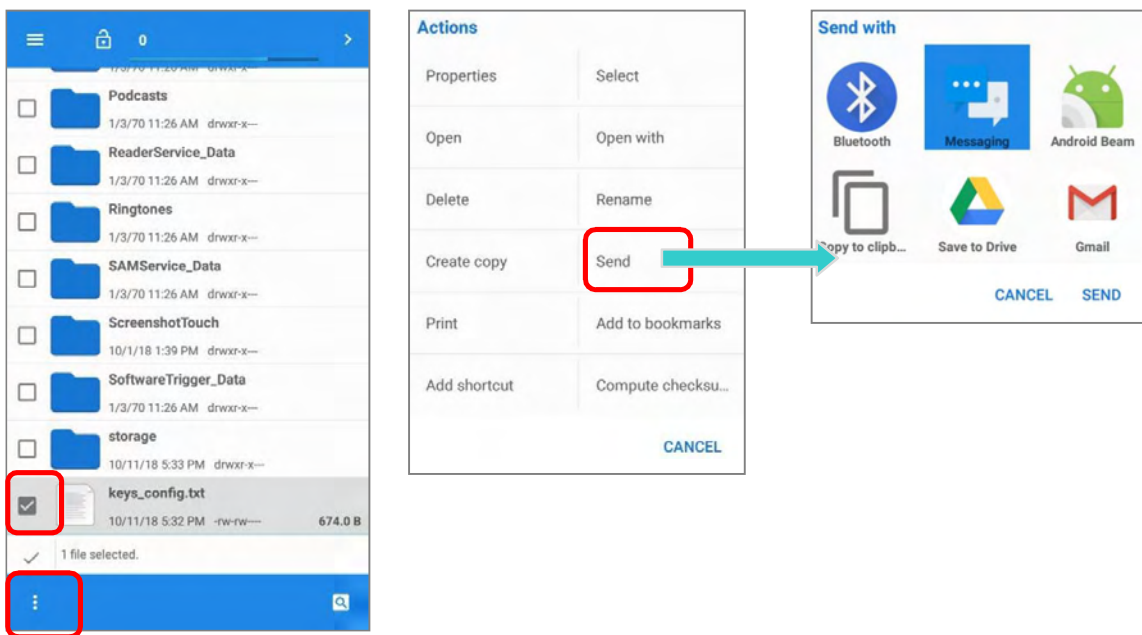 0
Podcasts
1/3/70 11:26 AM drwxr-x—
ReaderService_Data
1/3/70 11:26 AM drwxr-x—
Ringtones
1/3/70 11:26 AM drwxr-x—
SAMService_Data
1/3/70 11:26 AM drwxr-x—
ScreenshotTouch
10/1/18 1:39 PM drwxr-x—
SoftwareTrigger_Data
1/3/70 11:26 AM drwxr-x—
storage
10/11/18 5:33 PM drwxr-x—
keys_config.txt
10/11/18 5:32 PM -rw-rw—- 674.0 B
1 file selected.
Actions
Properties Select
Open Open with
Delete Rename
Create copy Send
Print Add to bookmarks
Add shortcut Compute checksu...
CANCEL
Send with
Bluetooth Messaging Android Beam
Copy to clipb... Save to Drive Gmail
CANCEL SEND